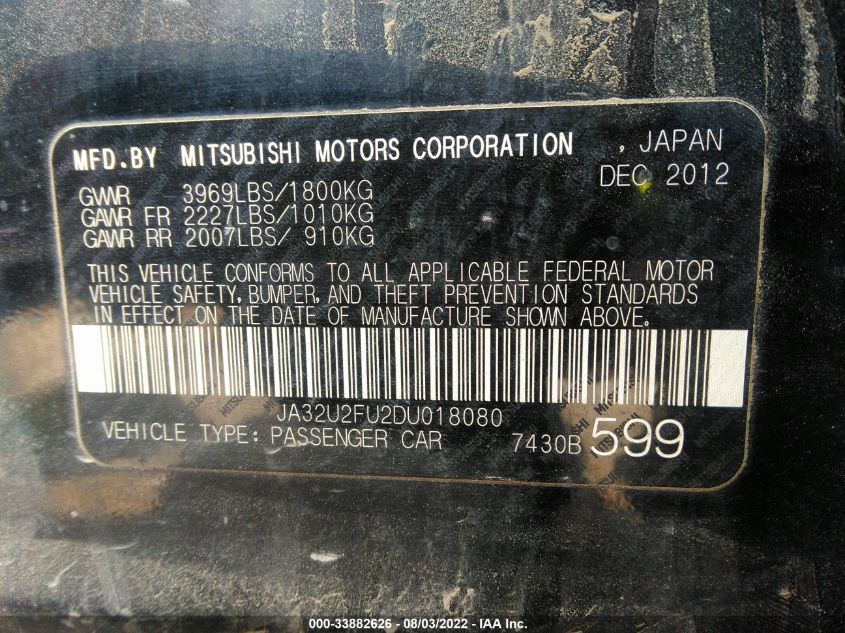 MFD.BY MITSUBISHI MOTORS CORPORATION , JAPAN
DEC 2012
GVWR 3969LBS/1800KG
GAWR FR 2227LBS/1010KG
GAWR RR 2007LBS/ 910KG
THIS VEHICLE CONFORMS TO ALL APPLICABLE FEDERAL MOTOR
VEHICLE SAFETY, BUMPER, AND THEFT PREVENTION STANDARDS
IN EFFECT ON THE DATE OF MANUFACTURE SHOWN ABOVE.
JA32U2FU2DU018080
VEHICLE TYPE: PASSENGER CAR 7430B 599
000-33882626 - 08/03/2022 - IAA Inc.